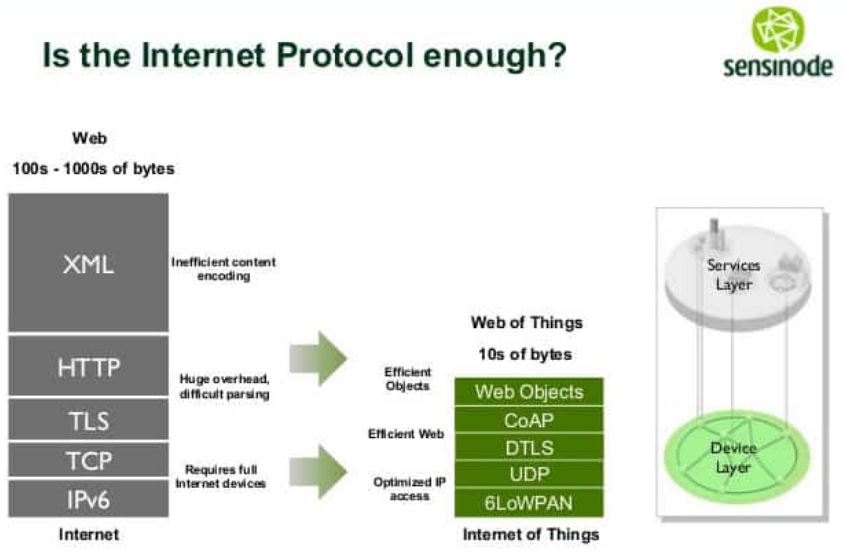 Is the Internet Protocol enough?
sensinode
Web
100s - 1000s of bytes
XML
Inefficient content
encoding
HTTP
Huge overhead,
difficult parsing
TLS
TCP
Requires full
Internet devices
IPv6
Internet
Efficient
Objects
Efficient Web
Optimized IP
access
Web of Things
10s of bytes
Web Objects
CoAP
DTLS
UDP
6LoWPAN
Internet of Things
Services
Layer
Device
Layer